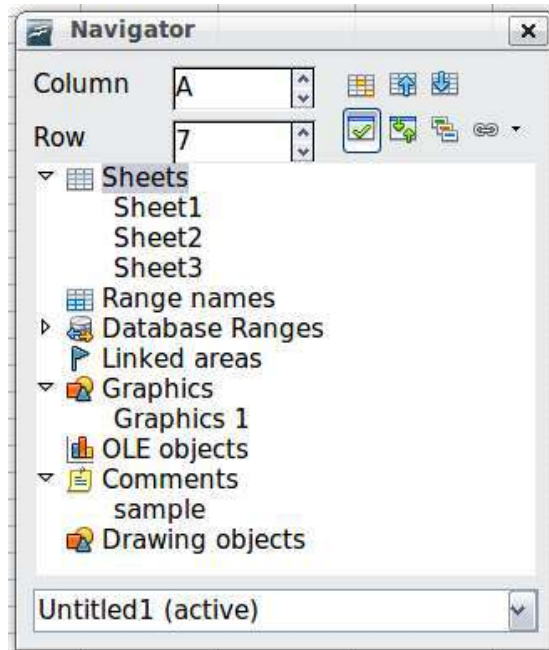 Navigator
Column A
Row 7
Sheets
Sheet1
Sheet2
Sheet3
Range names
Database Ranges
Linked areas
Graphics
Graphics 1
OLE objects
Comments
sample
Drawing objects
Untitled1 (active)